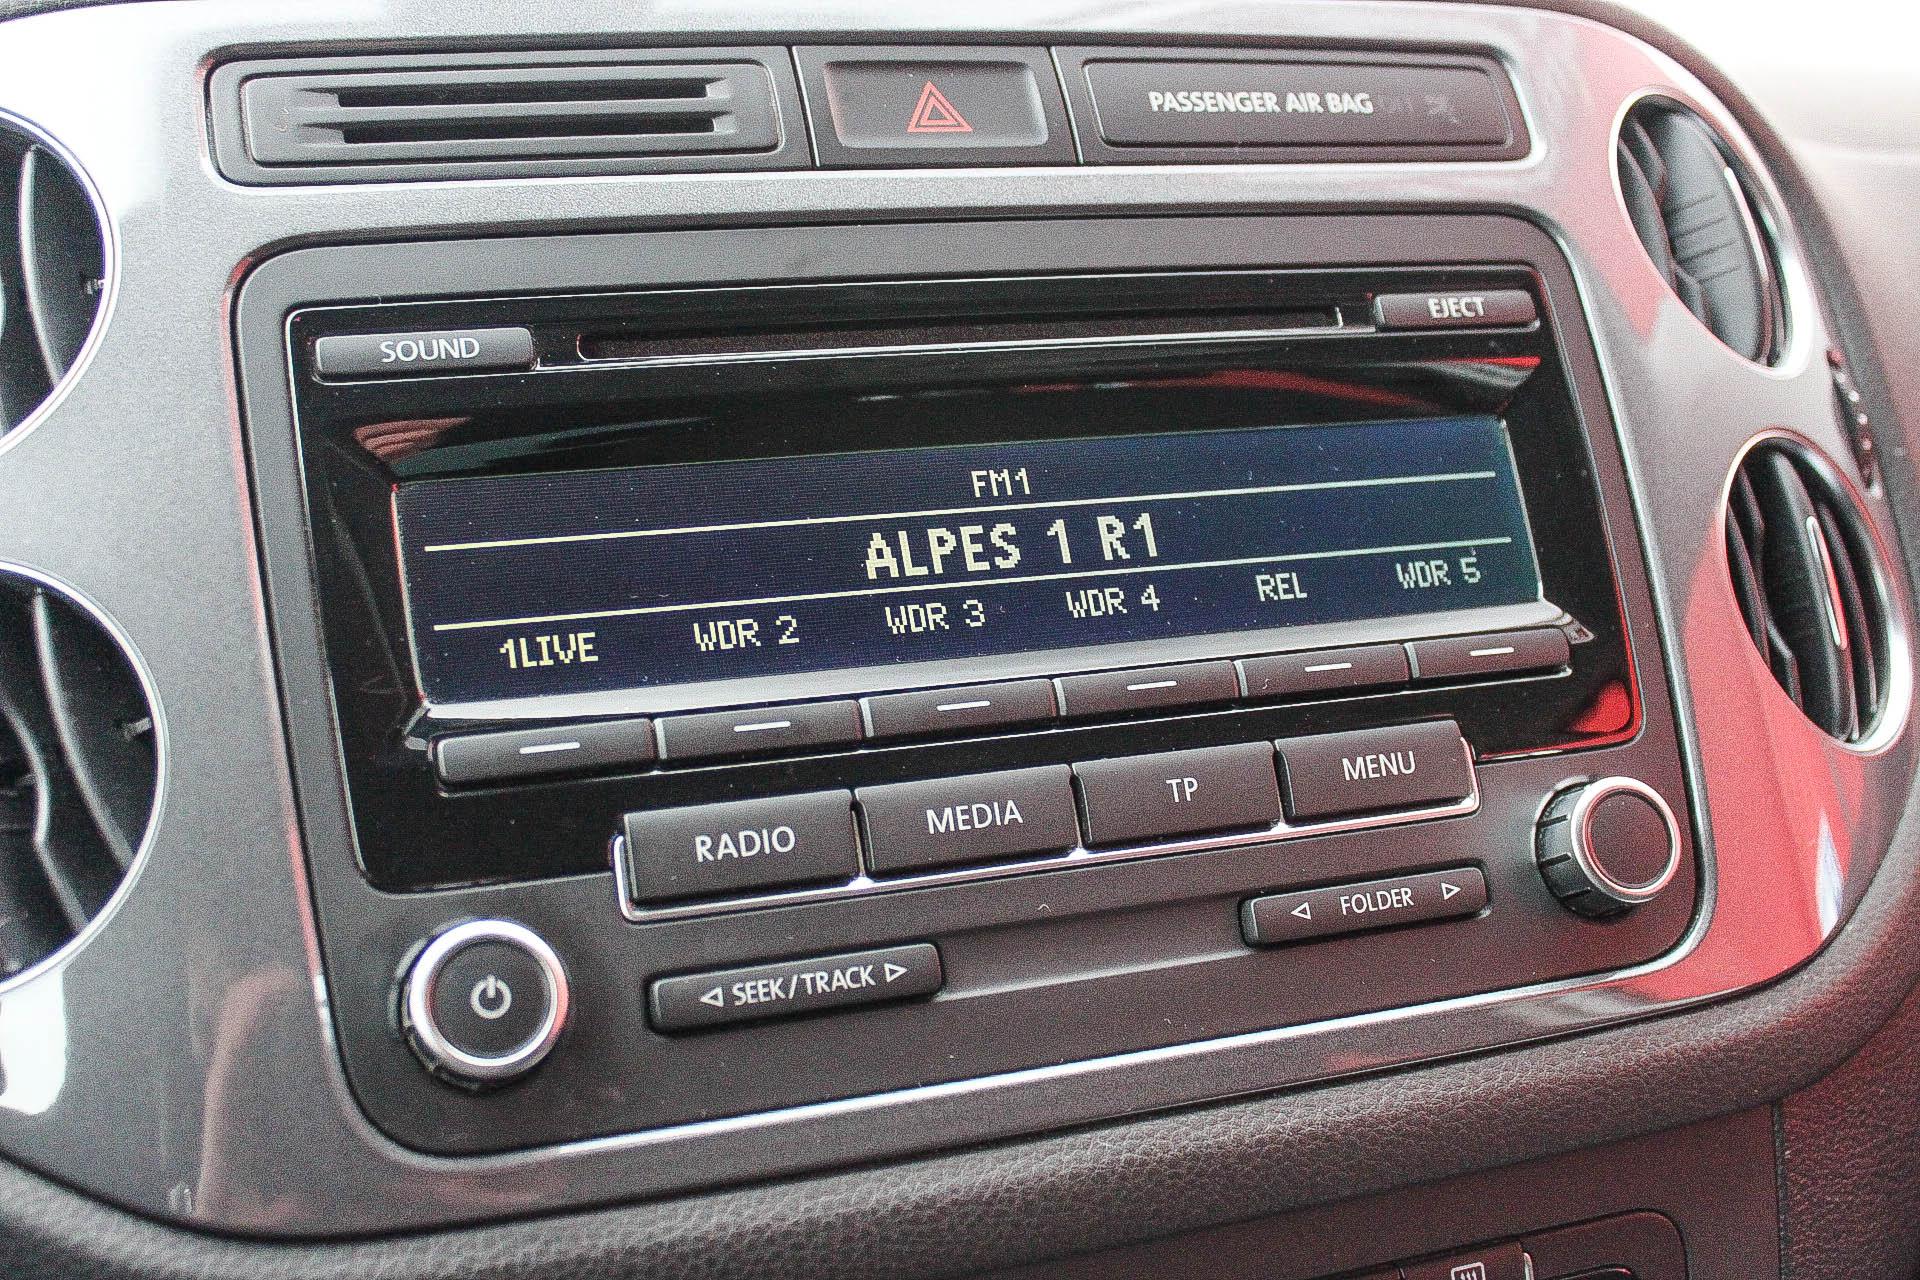 PASSENGER AIR BAG
SOUND
EJECT
FM1
ALPES 1 R1
1LIVE WDR 2 WDR 3 WDR 4 REL WDR 5
RADIO MEDIA TP MENU
SEEK/TRACK
FOLDER